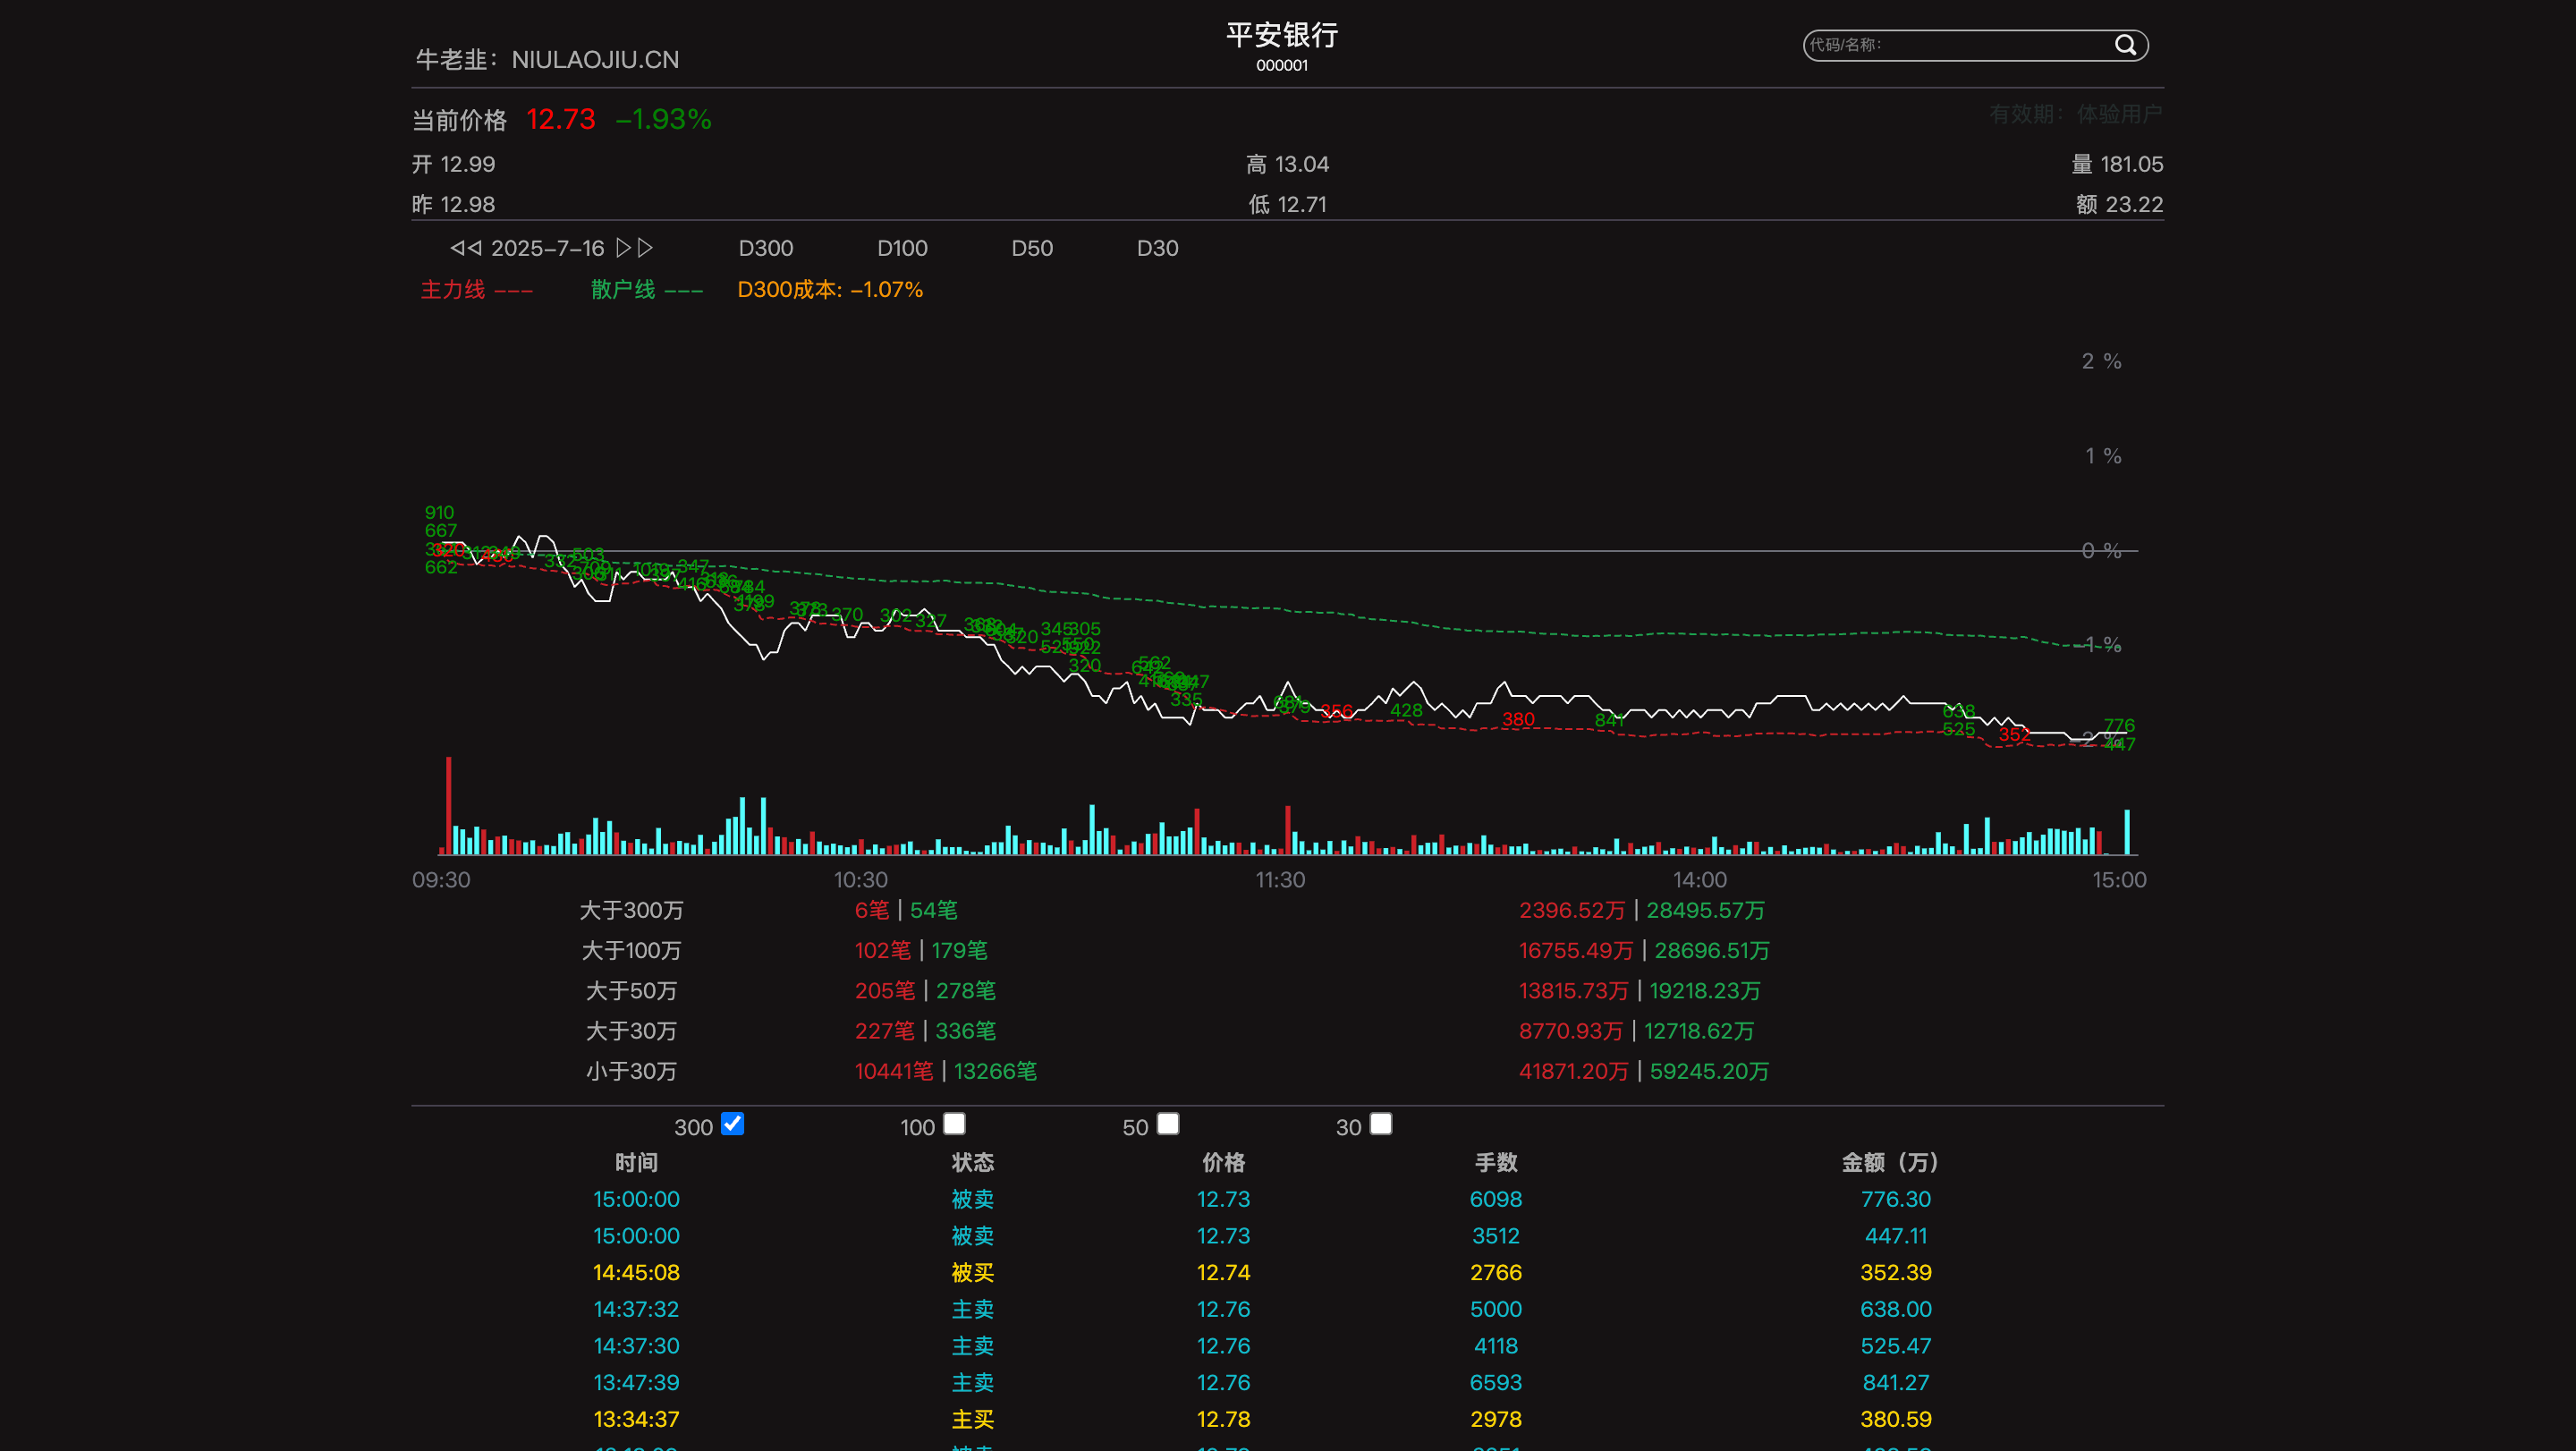 平安银行
000001
牛老韭：NIULAOJIU.CN
代码/名称:
当前价格 12.73 -1.93%
有效期：体验用户
开 12.99 高 13.04 量 181.05
昨 12.98 低 12.71 额 23.22
2025-7-16 D300 D100 D50 D30
主力线 --- 散户线 --- D300成本: -1.07%
2 %
1 %
910
667
662
0 %
503
332
347
370
302
327
320
345
305
320
335
-1 %
356
428
380
841
638
525
352
776
447
09:30 10:30 11:30 14:00 15:00
大于300万 6笔 | 54笔 2396.52万 | 28495.57万
大于100万 102笔 | 179笔 16755.49万 | 28696.51万
大于50万 205笔 | 278笔 13815.73万 | 19218.23万
大于30万 227笔 | 336笔 8770.93万 | 12718.62万
小于30万 10441笔 | 13266笔 41871.20万 | 59245.20万
300 100 50 30
时间 状态 价格 手数 金额（万）
15:00:00 被卖 12.73 6098 776.30
15:00:00 被卖 12.73 3512 447.11
14:45:08 被买 12.74 2766 352.39
14:37:32 主卖 12.76 5000 638.00
14:37:30 主卖 12.76 4118 525.47
13:47:39 主卖 12.76 6593 841.27
13:34:37 主买 12.78 2978 380.59